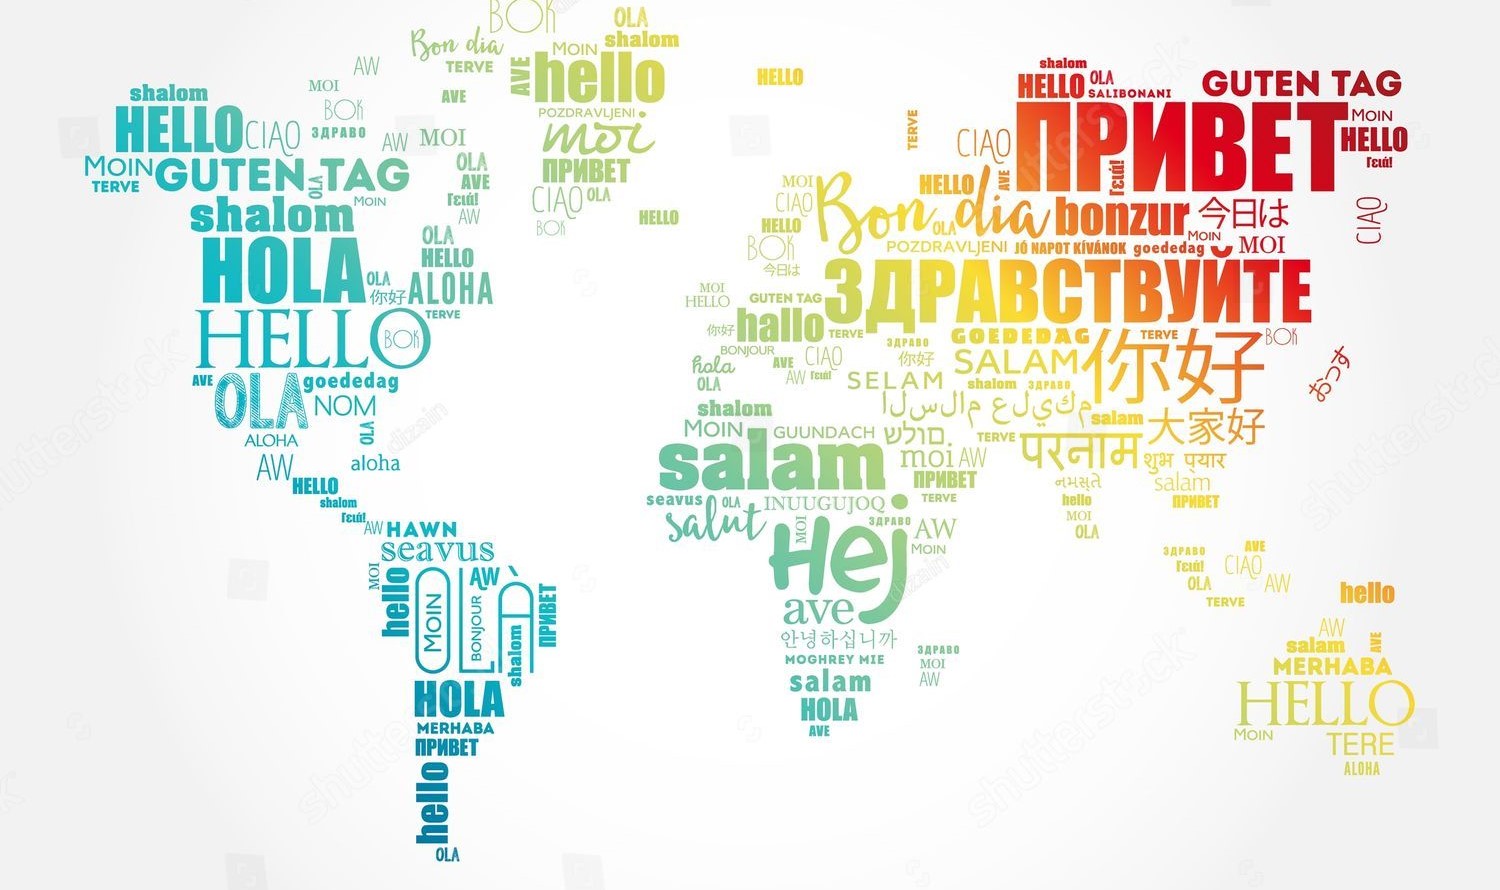 BOK
OLA
Bon dia
MOIN
shalom
TERVE
AVE
hello
AW
MOI
shalom
BOK
AVE
POZDRAVLJENI
moi
HELLO
CIAO
ЗДРАВО
AW
MOI
ПРИВЕТ
MOIN
TERVE
GUTEN TAG
OLA
MOIN
OLA
AVE
Γειά!
AW
CIAO
OLA
BOK
shalom
HOLA
OLA
你好
OLA
HELLO
ALOHA
TERVE
HELLO
BOK
AVE
OLA
goededag
NOM
OLA
ALOHA
AW
aloha
HELLO
shalom
Γειά!
AW
HAWN
seavus
MOI
hello
MOIN
BONJOUR
AW
OLÀ
shalom
ПРИВЕТ
HOLA
MERHABA
ПРИВЕТ
hello
OLA
HELLO
HELLO
shalom
HELLO
OLA
SALIBONANI
GUTEN TAG
ПРИВЕТ
MOIN
HELLO
Γειά!
Γειά!
TERVE
CIAO
CIAO
MOI
CIAO
HELLO
BOK
今日は
Bon dia
HELLO
AVE
OLA
bonzur
今日は
MOIN
POZDRAVLJENI
JÓ NAPOT KÍVÁNOK
goededag
MOI
ЗДРАВСТВУЙТЕ
MOI
HELLO
GUTEN TAG
你好
hallo
TERVE
ЗДРАВО
GOEDEDAG
TERVE
BOK
BONJOUR
hola
OLA
AVE
CIAO
AW
Γειά!
你好
SALAM
你好
SELAM
shalom
ЗДРАВО
おっす
shalom
السلام عليكم
salam
大家好
MOIN
GUUNDACH
שלום
TERVE
परनाम
शुभ प्यार
salam
moi
AW
ПРИВЕТ
TERVE
नमस्ते
hello
MOI
OLA
salam
ПРИВЕТ
seavus
OLA
INUUGUJOQ
salut
MOI
Hej
ЗДРАВО
AW
MOIN
ave
안녕하십니까
MOGHREY MIE
salam
HOLA
AVE
ЗДРАВО
MOI
AW
ЗДРАВО
Γειά!
OLA
TERVE
AVE
CIAO
AW
hello
AW
salam
AVE
MERHABA
HELLO
MOIN
TERE
ALOHA
shutterstock
dizain